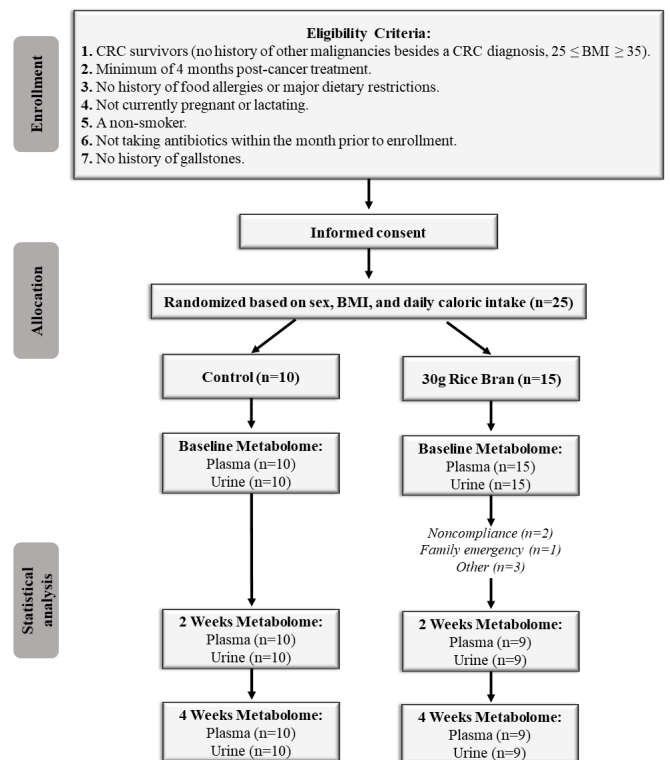 Enrollment
Eligibility Criteria:
1. CRC survivors (no history of other malignancies besides a CRC diagnosis, 25 ≤ BMI ≥ 35).
2. Minimum of 4 months post-cancer treatment.
3. No history of food allergies or major dietary restrictions.
4. Not currently pregnant or lactating.
5. A non-smoker.
6. Not taking antibiotics within the month prior to enrollment.
7. No history of gallstones.
Informed consent
Allocation
Randomized based on sex, BMI, and daily caloric intake (n=25)
Control (n=10)
30g Rice Bran (n=15)
Baseline Metabolome:
Plasma (n=10)
Urine (n=10)
Baseline Metabolome:
Plasma (n=15)
Urine (n=15)
Noncompliance (n=2)
Family emergency (n=1)
Other (n=3)
Statistical
analysis
2 Weeks Metabolome:
Plasma (n=10)
Urine (n=10)
2 Weeks Metabolome:
Plasma (n=9)
Urine (n=9)
4 Weeks Metabolome:
Plasma (n=10)
Urine (n=10)
4 Weeks Metabolome:
Plasma (n=9)
Urine (n=9)